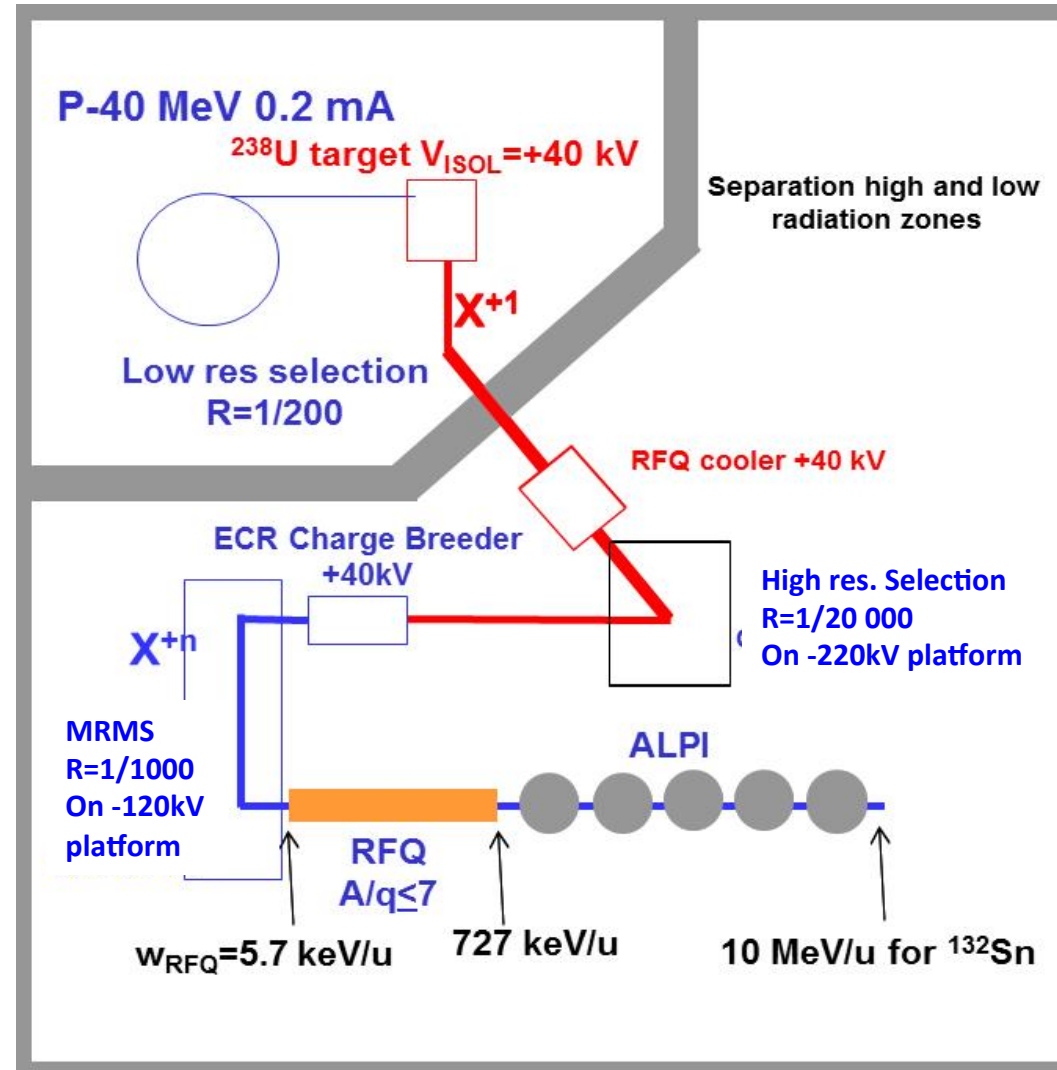 P-40 MeV 0.2 mA
²³⁸U target V_ISOL=+40 kV
Separation high and low
radiation zones
X⁺¹
Low res selection
R=1/200
RFQ cooler +40 kV
ECR Charge Breeder
+40kV
High res. Selection
R=1/20 000
On -220kV platform
X⁺ⁿ
MRMS
R=1/1000
On -120kV
platform
ALPI
RFQ
A/q≤7
w_RFQ=5.7 keV/u
727 keV/u
10 MeV/u for ¹³²Sn